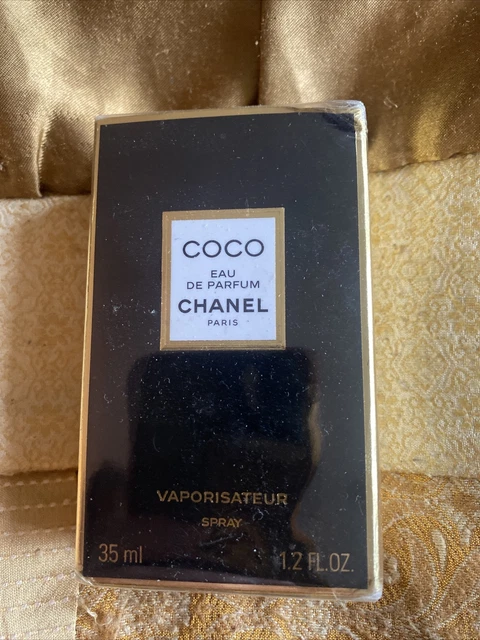 COCO
EAU
DE PARFUM
CHANEL
PARIS
VAPORISATEUR
SPRAY
35 ml 1.2 FL.OZ.